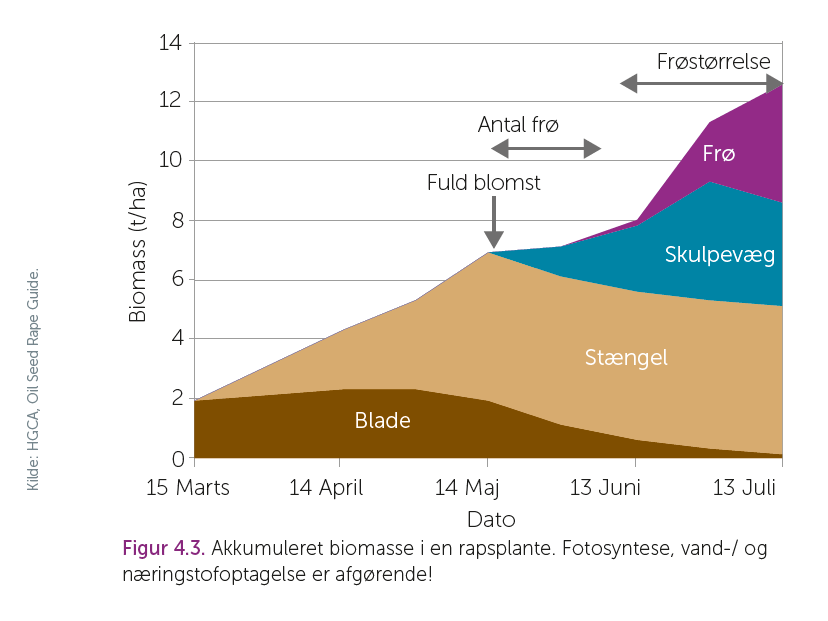 14
Frøstørrelse
12
Antal frø
10
Frø
Fuld blomst
8
Skulpevæg
6
4
Stængel
2
Blade
0
Biomass (t/ha)
15 Marts
14 April
14 Maj
13 Juni
13 Juli
Dato
Kilde: HGCA, Oil Seed Rape Guide.
Figur 4.3. Akkumuleret biomasse i en rapsplante. Fotosyntese, vand-/ og
næringstofoptagelse er afgørende!